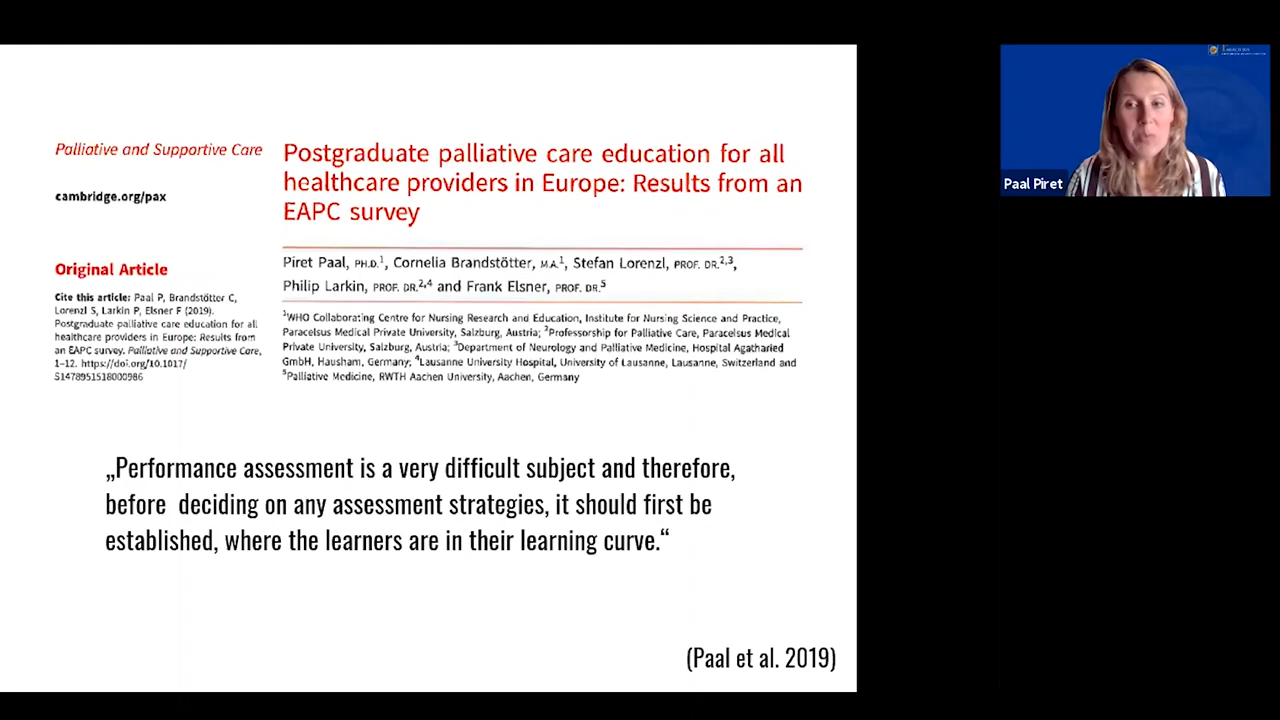 Palliative and Supportive Care
cambridge.org/pax
Original Article
Cite this article: Paal P, Brandstötter C,
Lorenzl S, Larkin P, Elsner F (2019).
Postgraduate palliative care education for all
healthcare providers in Europe: Results from
an EAPC survey. Palliative and Supportive Care,
1–12. https://doi.org/10.1017/
S1478951518000986
Postgraduate palliative care education for all
healthcare providers in Europe: Results from an
EAPC survey
Piret Paal, PH.D.1, Cornelia Brandstötter, M.A.1, Stefan Lorenzl, PROF. DR.2,3,
Philip Larkin, PROF. DR.2,4 and Frank Elsner, PROF. DR.5
1WHO Collaborating Centre for Nursing Research and Education, Institute for Nursing Science and Practice,
Paracelsus Medical Private University, Salzburg, Austria; 2Professorship for Palliative Care, Paracelsus Medical
Private University, Salzburg, Austria; 3Department of Neurology and Palliative Medicine, Hospital Agatharied
GmbH, Hausham, Germany; 4Lausanne University Hospital, University of Lausanne, Lausanne, Switzerland and
5Palliative Medicine, RWTH Aachen University, Aachen, Germany
„Performance assessment is a very difficult subject and therefore,
before deciding on any assessment strategies, it should first be
established, where the learners are in their learning curve.“
(Paal et al. 2019)
Paal Piret